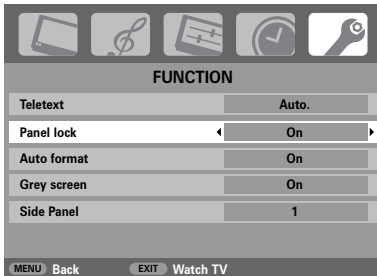 FUNCTION
Teletext Auto.
Panel lock On
Auto format On
Grey screen On
Side Panel 1
MENU Back EXIT Watch TV